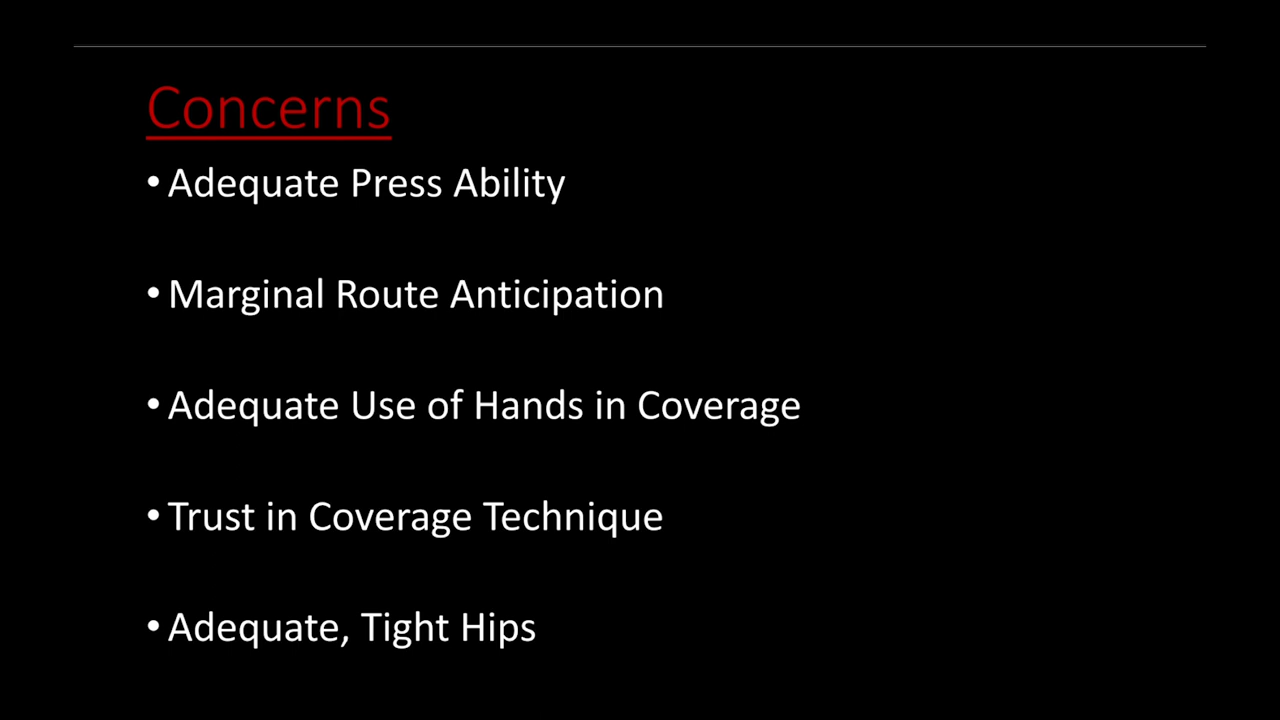 Concerns
• Adequate Press Ability
• Marginal Route Anticipation
• Adequate Use of Hands in Coverage
• Trust in Coverage Technique
• Adequate, Tight Hips